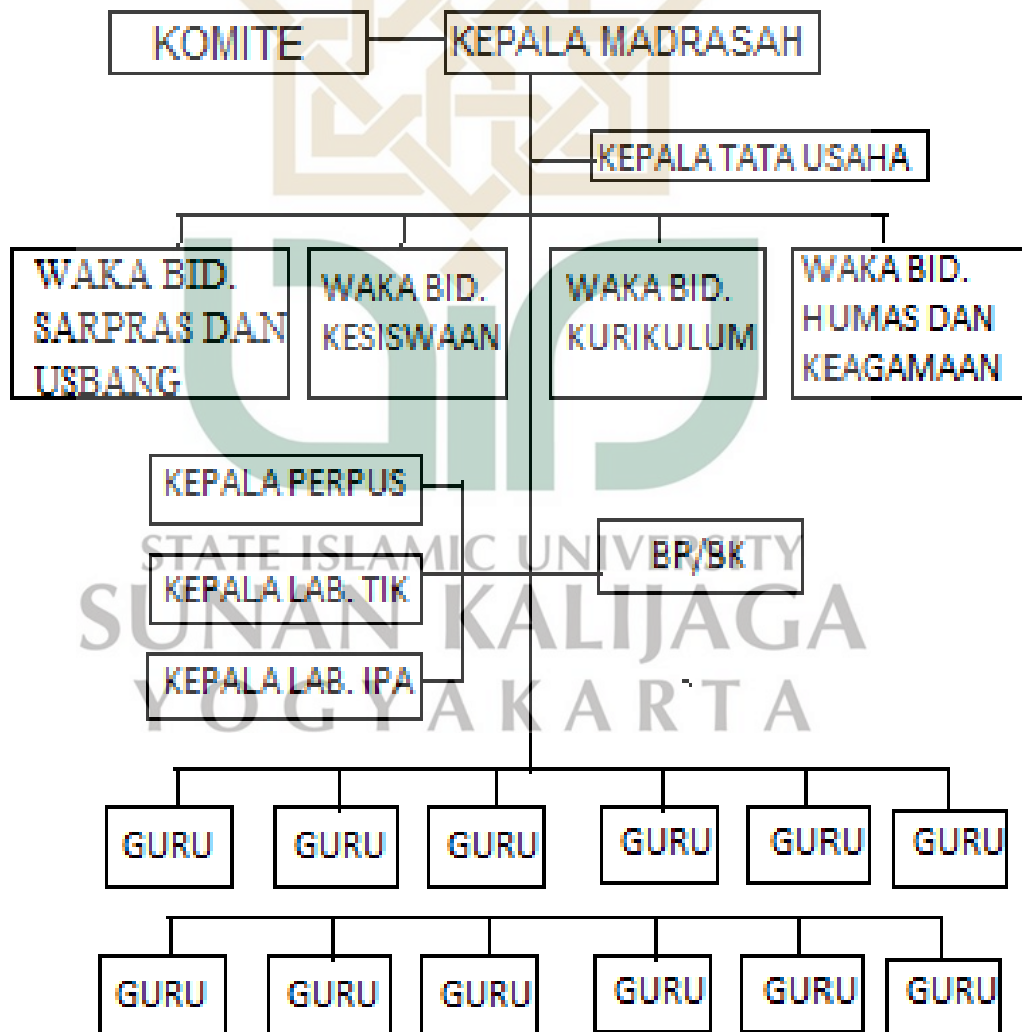 KOMITE
KEPALA MADRASAH
KEPALA TATA USAHA
WAKA BID.
SARPRAS DAN
USBANG
WAKA BID.
KESISWAAN
WAKA BID.
KURIKULUM
WAKA BID.
HUMAS DAN
KEAGAMAAN
KEPALA PERPUS
BP/BK
STATE ISLAMIC UNIVERSITY
KEPALA LAB. TIK
SUNAN KALIJAGA
KEPALA LAB. IPA
YOGYAKARTA
GURU
GURU
GURU
GURU
GURU
GURU
GURU
GURU
GURU
GURU
GURU
GURU